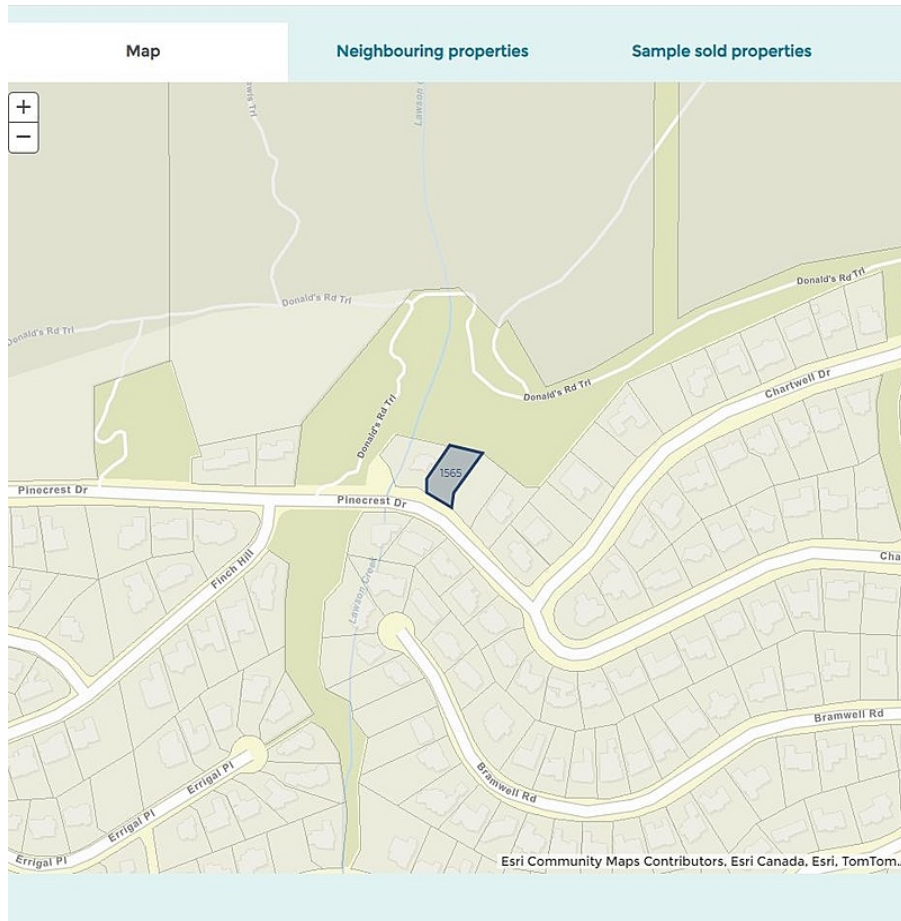 Map
Neighbouring properties
Sample sold properties
+
−
Lawson
Donald's Rd Trl
Donald's Rd Trl
Donald's Rd Trl
Donald's Rd Trl
Donald's Rd Trl
Chartwell Dr
1565
Pinecrest Dr
Pinecrest Dr
Finch Hill
Lawson Creek
Cha
Bramwell Rd
Bramwell Rd
Errigal Pl
Errigal Pl
Esri Community Maps Contributors, Esri Canada, Esri, TomTom...